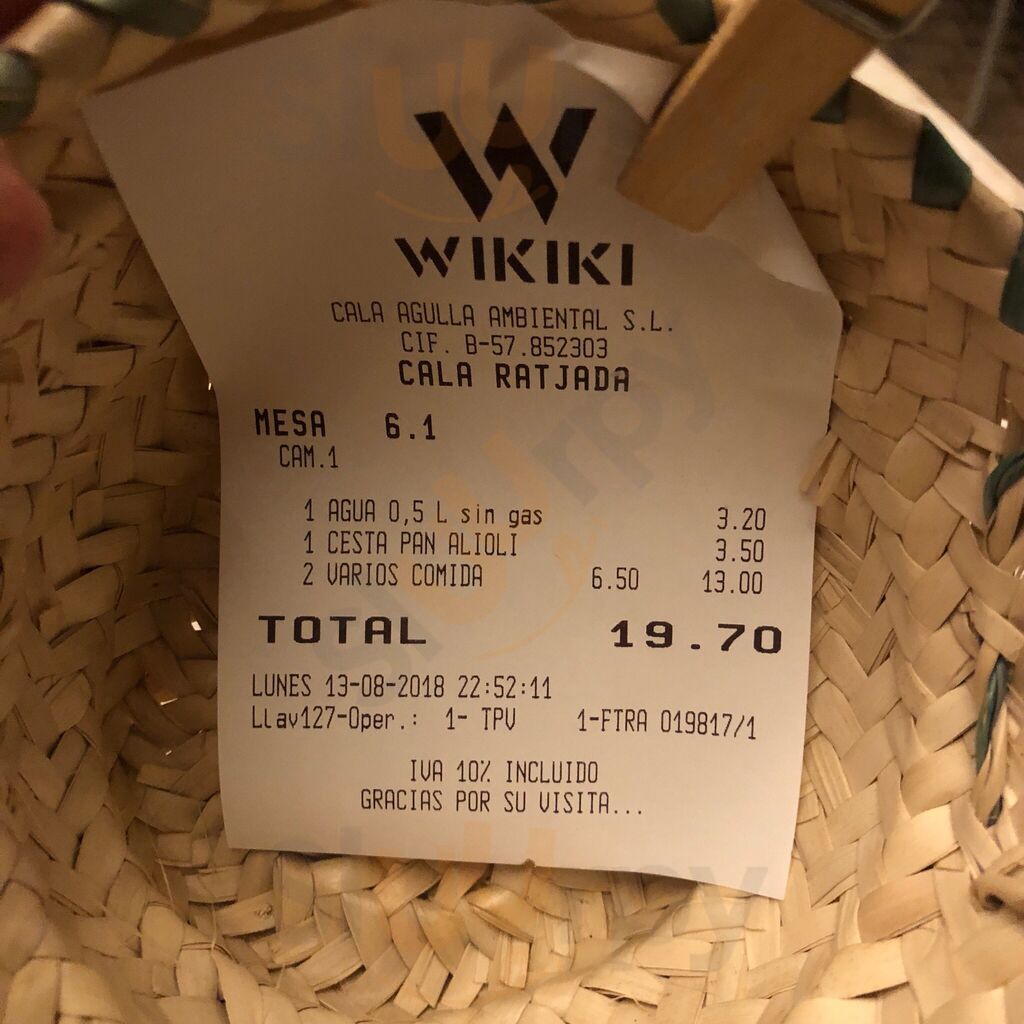 W
WIKIKI
CALA AGULLA AMBIENTAL S.L.
CIF. B-57.852303
CALA RATJADA
MESA 6.1
CAM.1
1 AGUA 0,5 L sin gas 3.20
1 CESTA PAN ALIOLI 3.50
2 VARIOS COMIDA 6.50 13.00
TOTAL 19.70
LUNES 13-08-2018 22:52:11
Llav127-Oper.: 1- TPV 1-FTRA 019817/1
IVA 10% INCLUIDO
GRACIAS POR SU VISITA...
slurpy